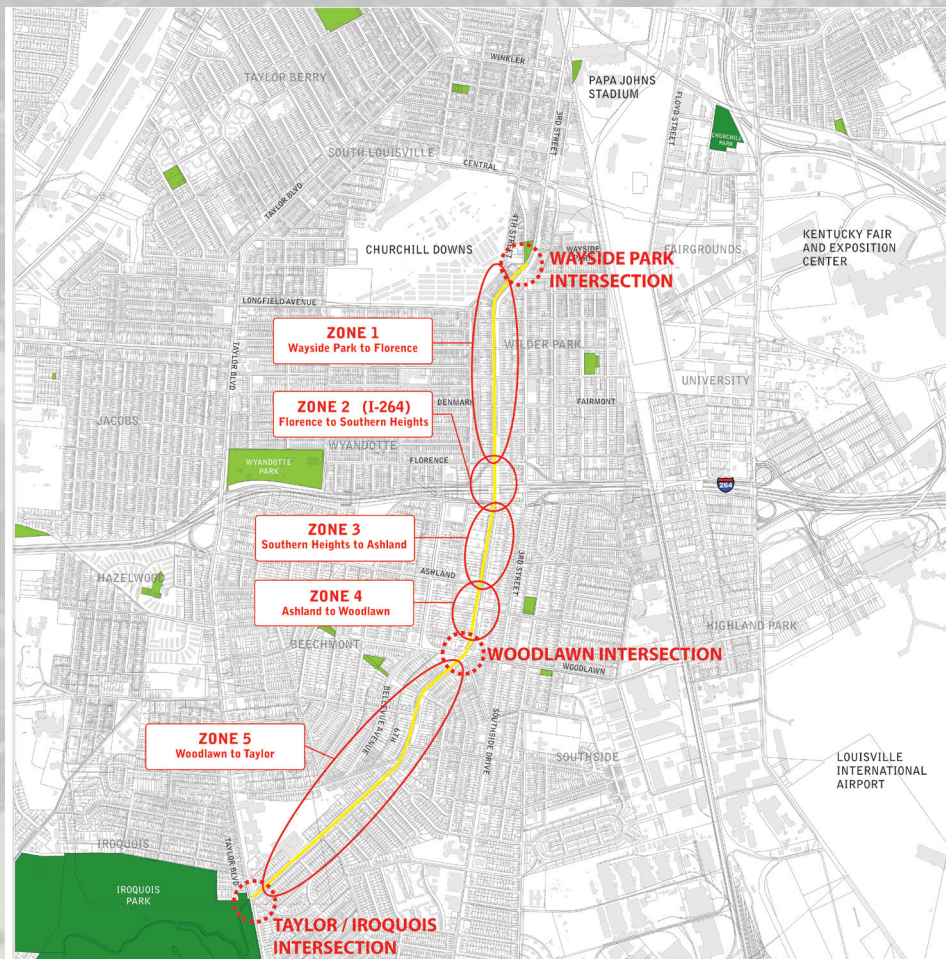 WINKLER
TAYLOR BERRY
PAPA JOHNS
STADIUM
3RD STREET
FLOYD STREET
CHURCHILL
PARK
SOUTH LOUISVILLE
CENTRAL
TAYLOR BLVD
4TH STREET
CHURCHILL DOWNS
WAYSIDE
PARK
FAIRGROUNDS
KENTUCKY FAIR
AND EXPOSITION
CENTER
WAYSIDE PARK
INTERSECTION
LONGFIELD AVENUE
ZONE 1
Wayside Park to Florence
WILDER PARK
TAYLOR BLVD
UNIVERSITY
DENMARK
FAIRMONT
ZONE 2 (I-264)
Florence to Southern Heights
JACOBS
WYANDOTTE
FLORENCE
WYANDOTTE
PARK
264
ZONE 3
Southern Heights to Ashland
3RD STREET
ASHLAND
HAZELWOOD
ZONE 4
Ashland to Woodlawn
HIGHLAND PARK
BEECHMONT
WOODLAWN INTERSECTION
WOODLAWN
BELLEVUE AVENUE
6TH
SOUTHSIDE DRIVE
ZONE 5
Woodlawn to Taylor
SOUTHSIDE
LOUISVILLE
INTERNATIONAL
AIRPORT
IROQUOIS
TAYLOR BLVD
IROQUOIS
PARK
TAYLOR / IROQUOIS
INTERSECTION